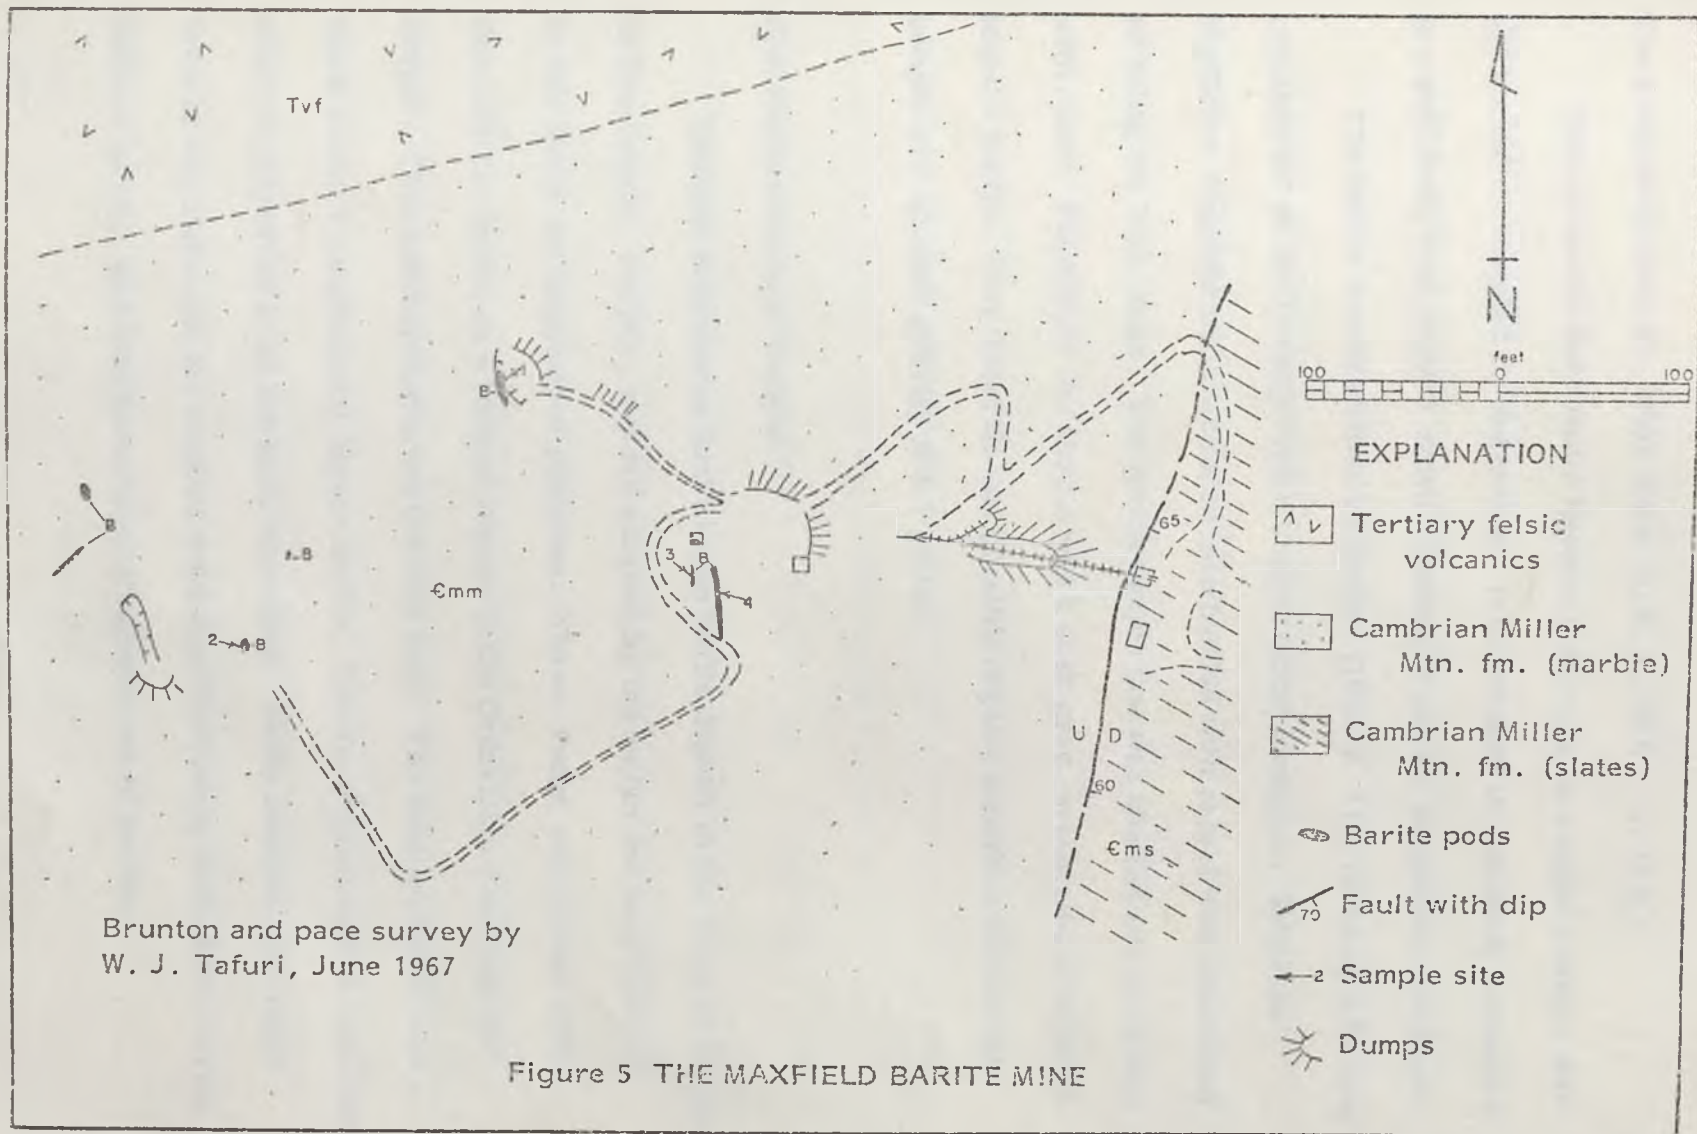 Tvf
N
feet
100 0 100
EXPLANATION
Tertiary felsic
volcanics
Cambrian Miller
Mtn. fm. (marbie)
Cambrian Miller
Mtn. fm. (slates)
Barite pods
70 Fault with dip
2 Sample site
Dumps
B
1
B
B
2 B
Єmm
3 B
4
65
U D
60
Єms
Brunton and pace survey by
W. J. Tafuri, June 1967
Figure 5 THE MAXFIELD BARITE MINE